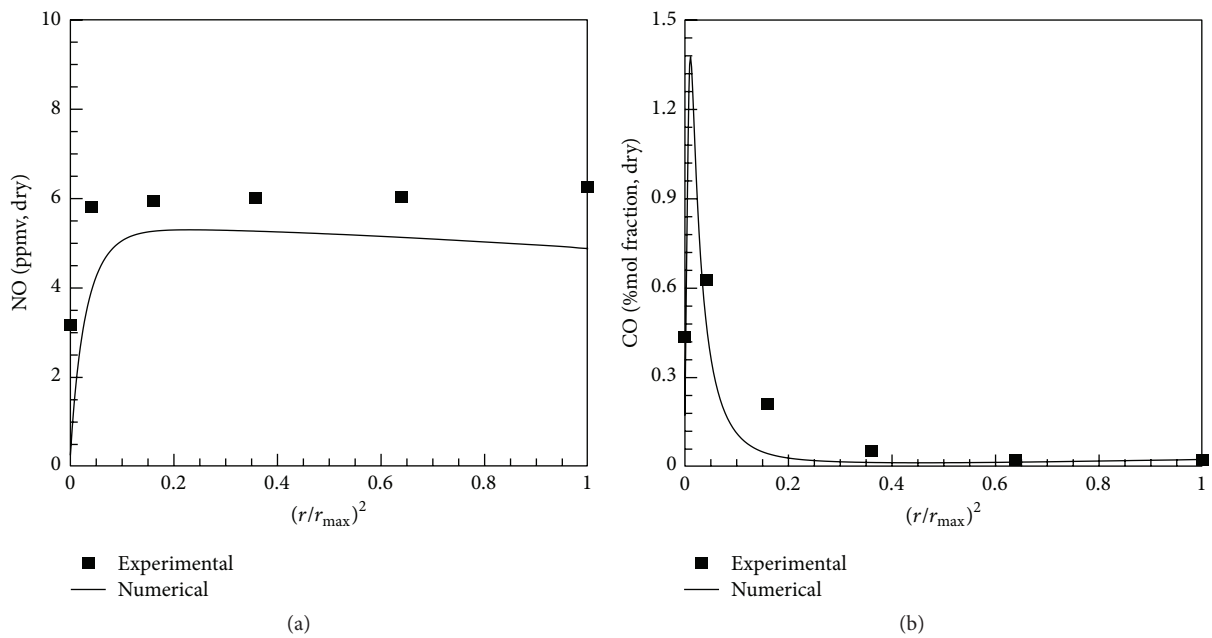 10
8
6
4
2
0
NO (ppmv, dry)
0 0.2 0.4 0.6 0.8 1
(r/r_max)^2
■ Experimental
— Numerical
(a)
1.5
1.2
0.9
0.6
0.3
0
CO (%mol fraction, dry)
0 0.2 0.4 0.6 0.8 1
(r/r_max)^2
■ Experimental
— Numerical
(b)